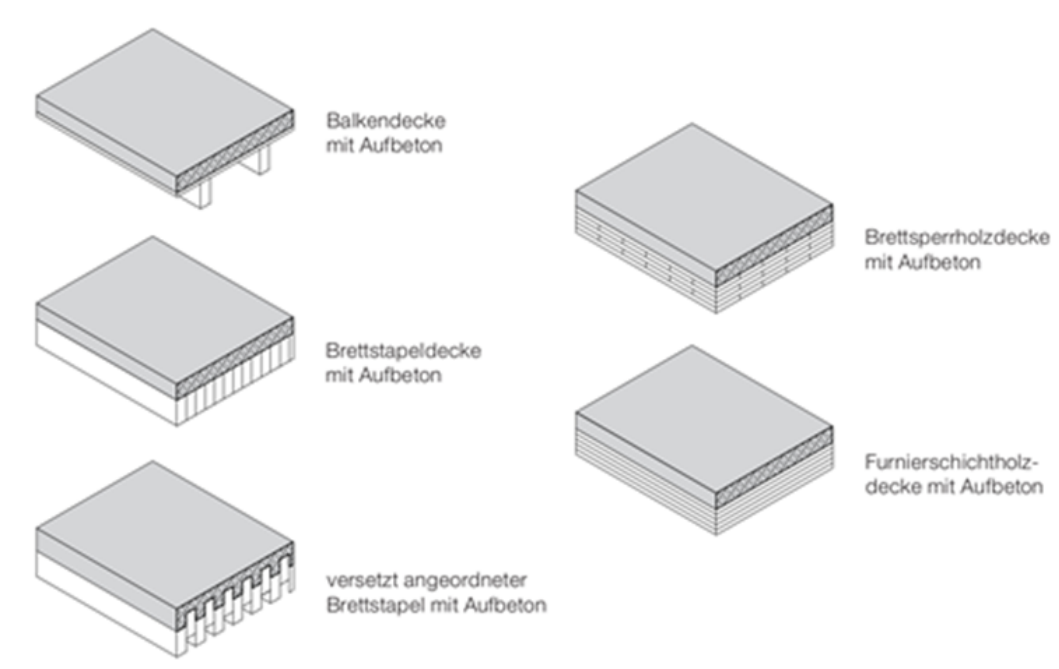 Balkendecke
mit Aufbeton
Brettstapeldecke
mit Aufbeton
versetzt angeordneter
Brettstapel mit Aufbeton
Brettsperrholzdecke
mit Aufbeton
Furnierschichtholz-
decke mit Aufbeton